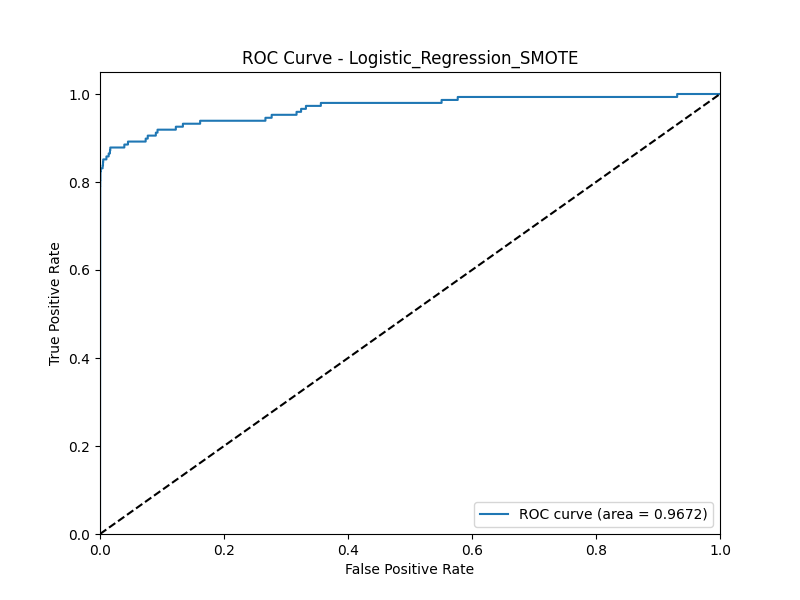 ROC Curve - Logistic_Regression_SMOTE
True Positive Rate
1.0
0.8
0.6
0.4
0.2
0.0
ROC curve (area = 0.9672)
0.0 0.2 0.4 0.6 0.8 1.0
False Positive Rate